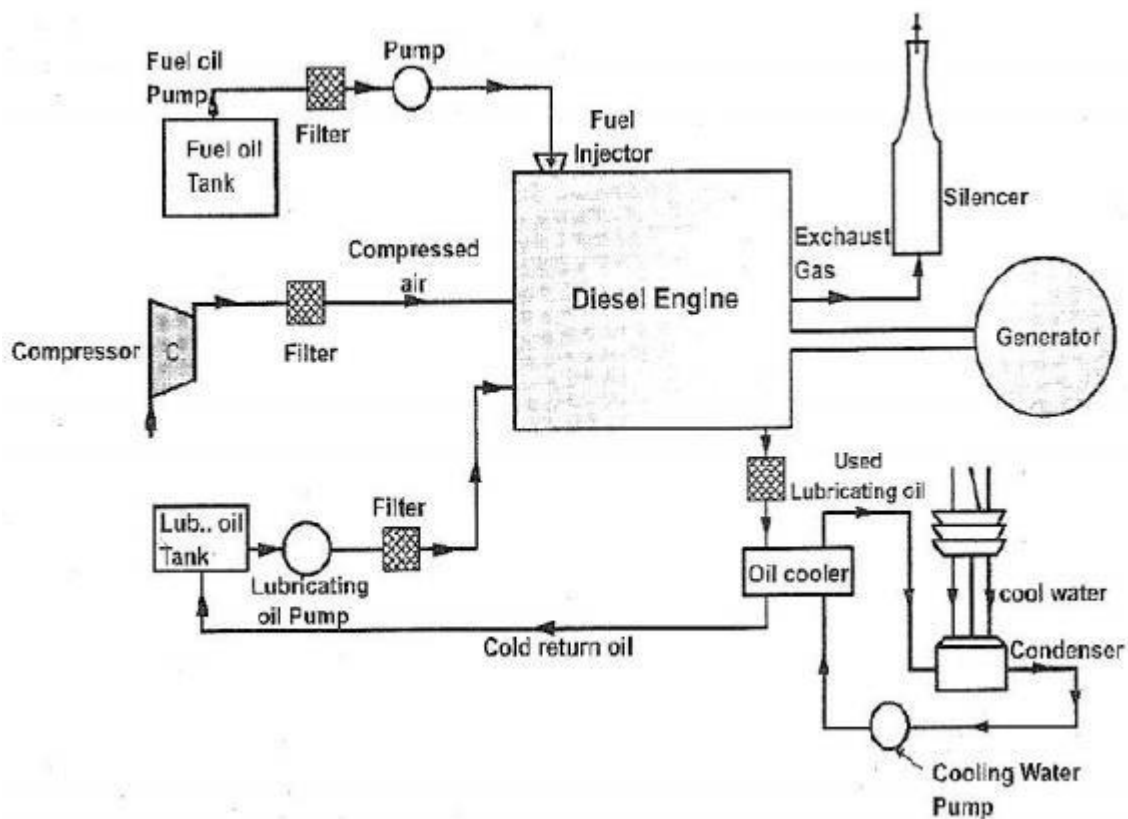 Pump
Fuel oil
Pump
Filter
Fuel oil
Tank
Fuel
Injector
Silencer
Compressed
air
Exchaust
Gas
Diesel Engine
Generator
Compressor
C
Filter
Used
Lubricating oil
Filter
Lub.. oil
Tank
Lubricating
oil Pump
Oil cooler
cool water
Cold return oil
Condenser
Cooling Water
Pump